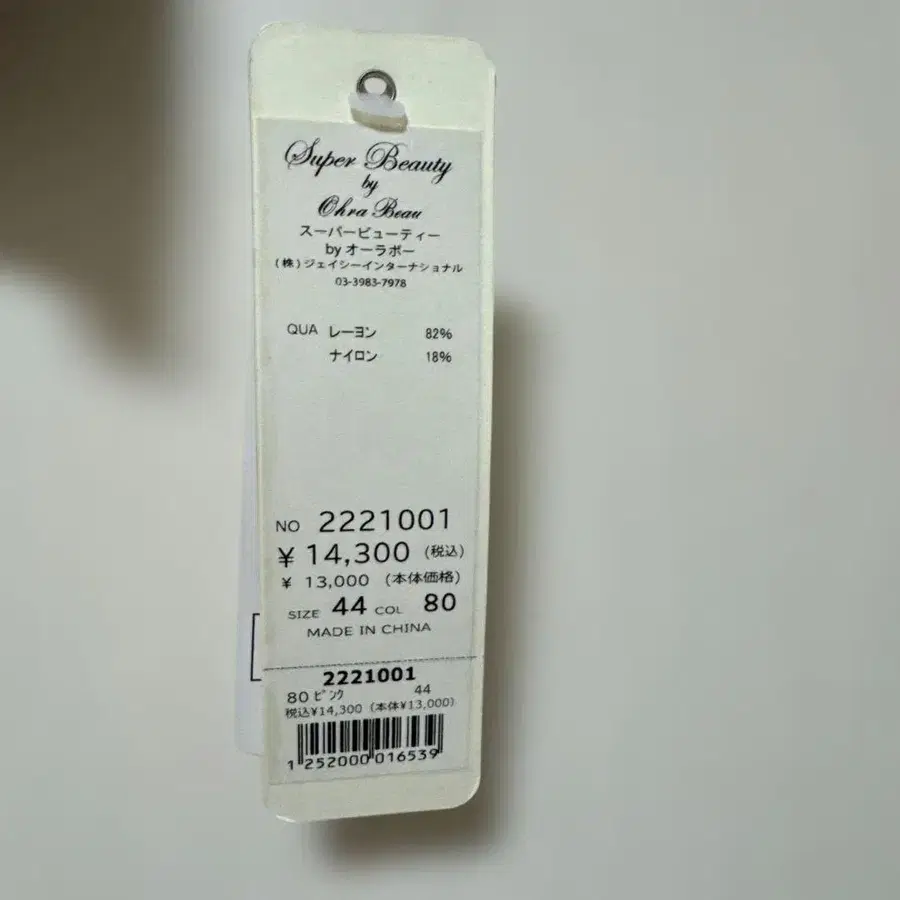 Super Beauty
by
Ohra Beau
スーパービューティー
by オーラボー
(株)ジェイシーインターナショナル
03-3983-7978
QUA レーヨン 82%
ナイロン 18%
NO 2221001
¥ 14,300 (税込)
¥ 13,000 (本体価格)
SIZE 44 COL 80
MADE IN CHINA
2221001
80 ピンク 44
税込¥14,300 (本体¥13,000)
1 252000 016539